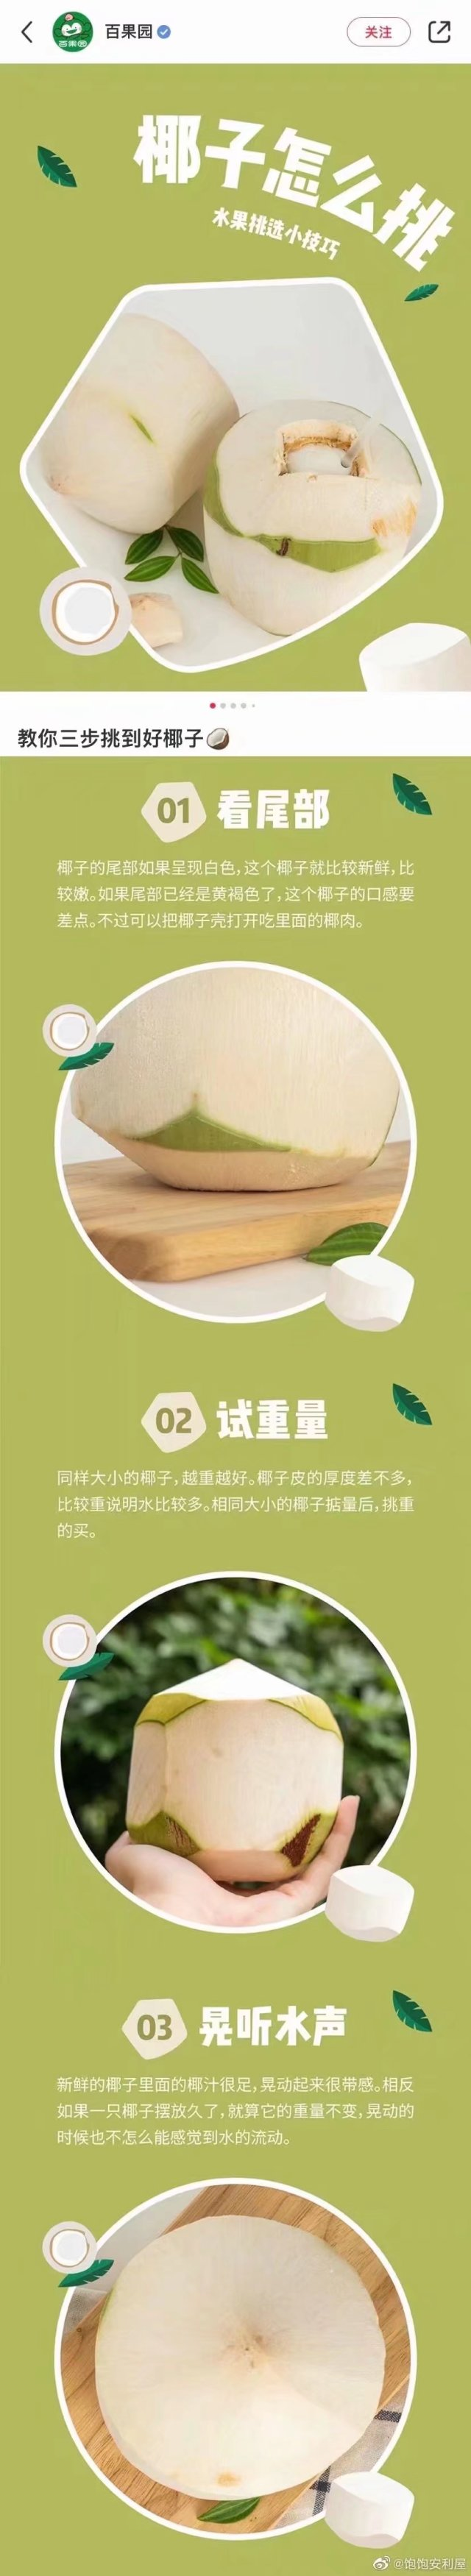 百果园
百果园
关注
椰子怎么挑
水果挑选小技巧
教你三步挑到好椰子
01 看尾部
椰子的尾部如果呈现白色，这个椰子就比较新鲜，比
较嫩。如果尾部已经是黄褐色了，这个椰子的口感要
差点。不过可以把椰子壳打开吃里面的椰肉。
02 试重量
同样大小的椰子，越重越好。椰子皮的厚度差不多，
比较重说明水比较多。相同大小的椰子掂量后，挑重
的买。
03 晃听水声
新鲜的椰子里面的椰汁很足，晃动起来很带感。相反
如果一只椰子摆放久了，就算它的重量不变，晃动的
时候也不怎么能感觉到水的流动。
@饱饱安利屋